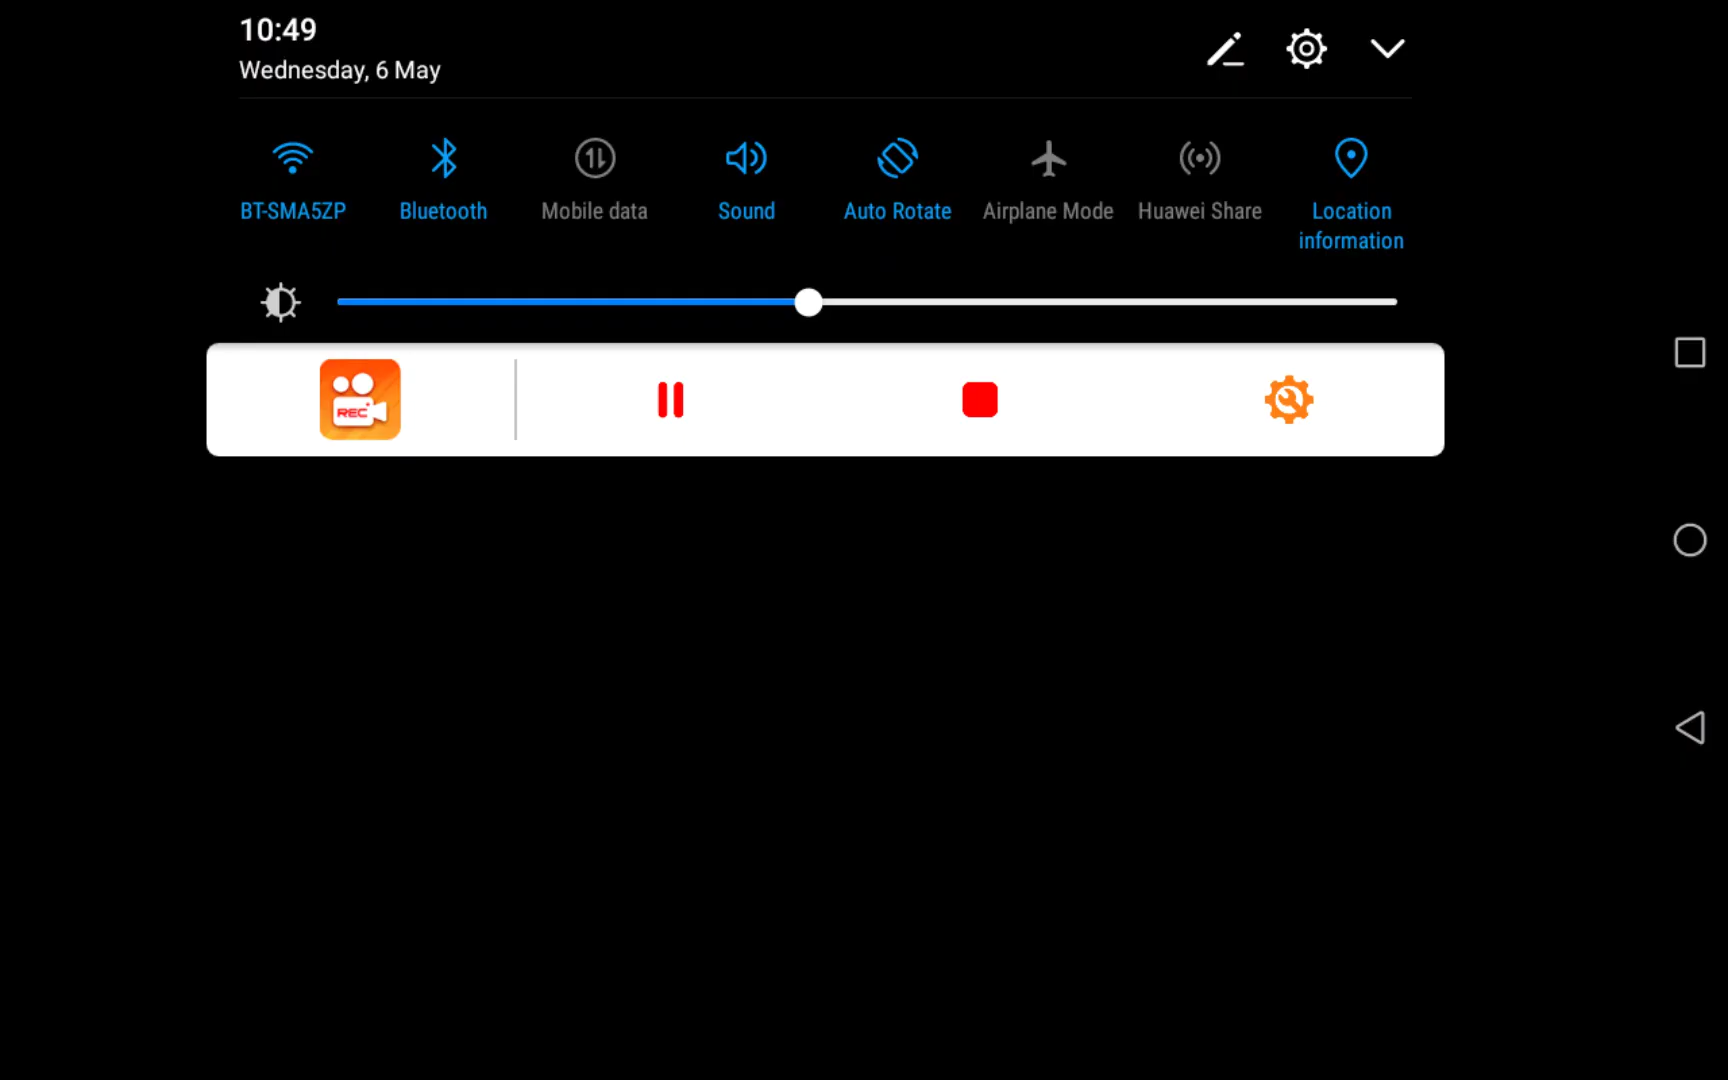 10:49
Wednesday, 6 May
BT-SMA5ZP
Bluetooth
Mobile data
Sound
Auto Rotate
Airplane Mode
Huawei Share
Location
information
REC